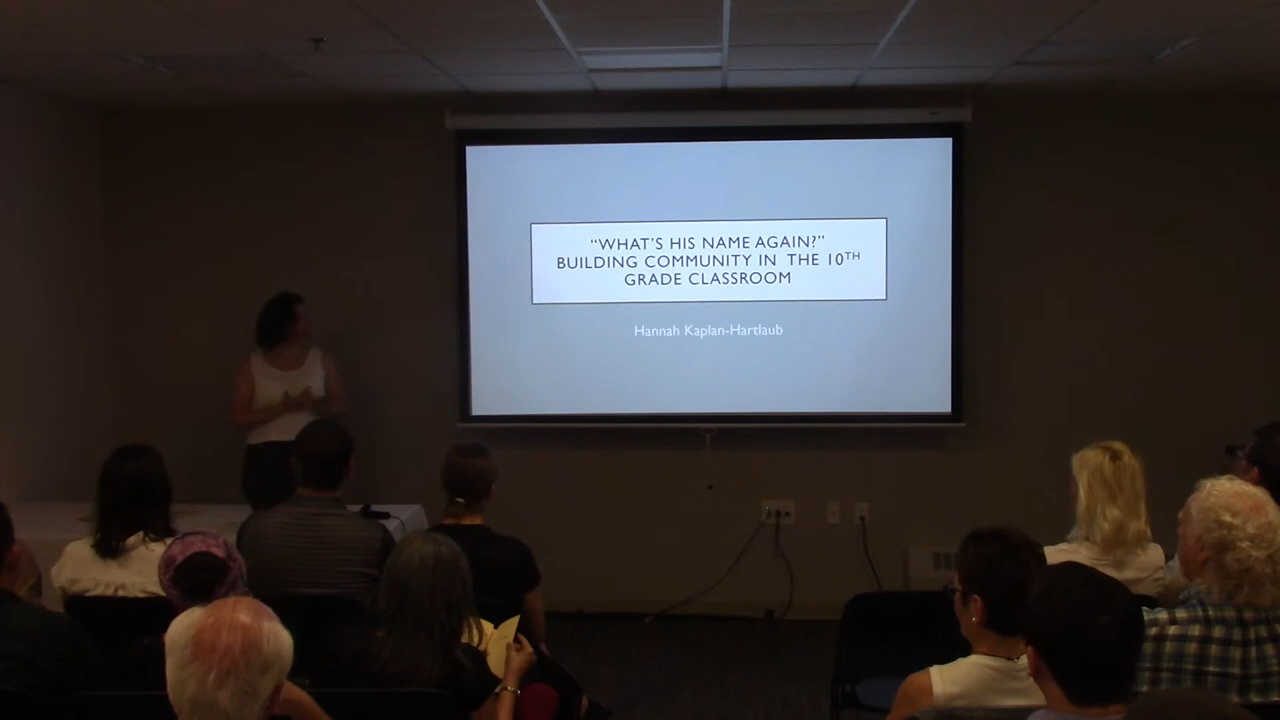 “WHAT’S HIS NAME AGAIN?”
BUILDING COMMUNITY IN THE 10TH
GRADE CLASSROOM
Hannah Kaplan-Hartlaub